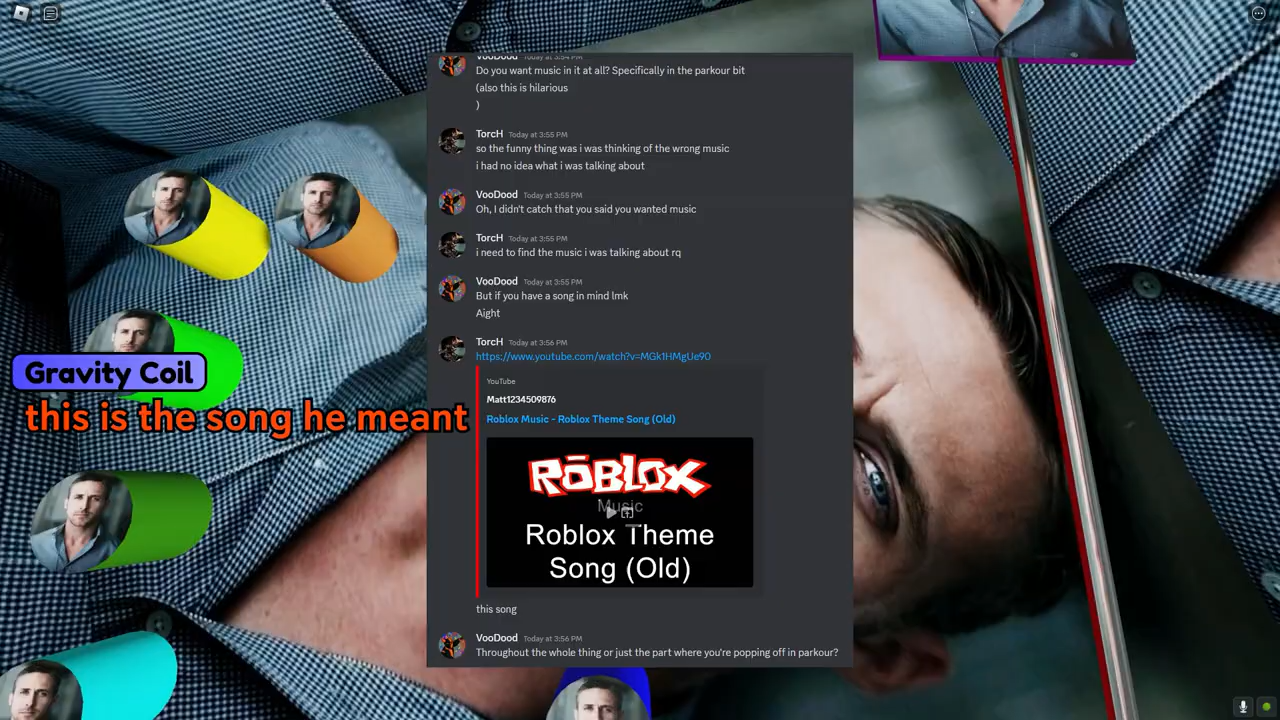 VooDood Today at 3:54 PM
Do you want music in it at all? Specifically in the parkour bit
(also this is hilarious
)
TorcH Today at 3:55 PM
so the funny thing was i was thinking of the wrong music
i had no idea what i was talking about
VooDood Today at 3:55 PM
Oh, I didn't catch that you said you wanted music
TorcH Today at 3:55 PM
i need to find the music i was talking about rq
VooDood Today at 3:55 PM
But if you have a song in mind lmk
Aight
TorcH Today at 3:56 PM
https://www.youtube.com/watch?v=MGk1HMgUe90
YouTube
Matt1234509876
Roblox Music - Roblox Theme Song (Old)
ROBLOX
Music
Roblox Theme
Song (Old)
this song
VooDood Today at 3:56 PM
Throughout the whole thing or just the part where you're popping off in parkour?
Gravity Coil
this is the song he meant